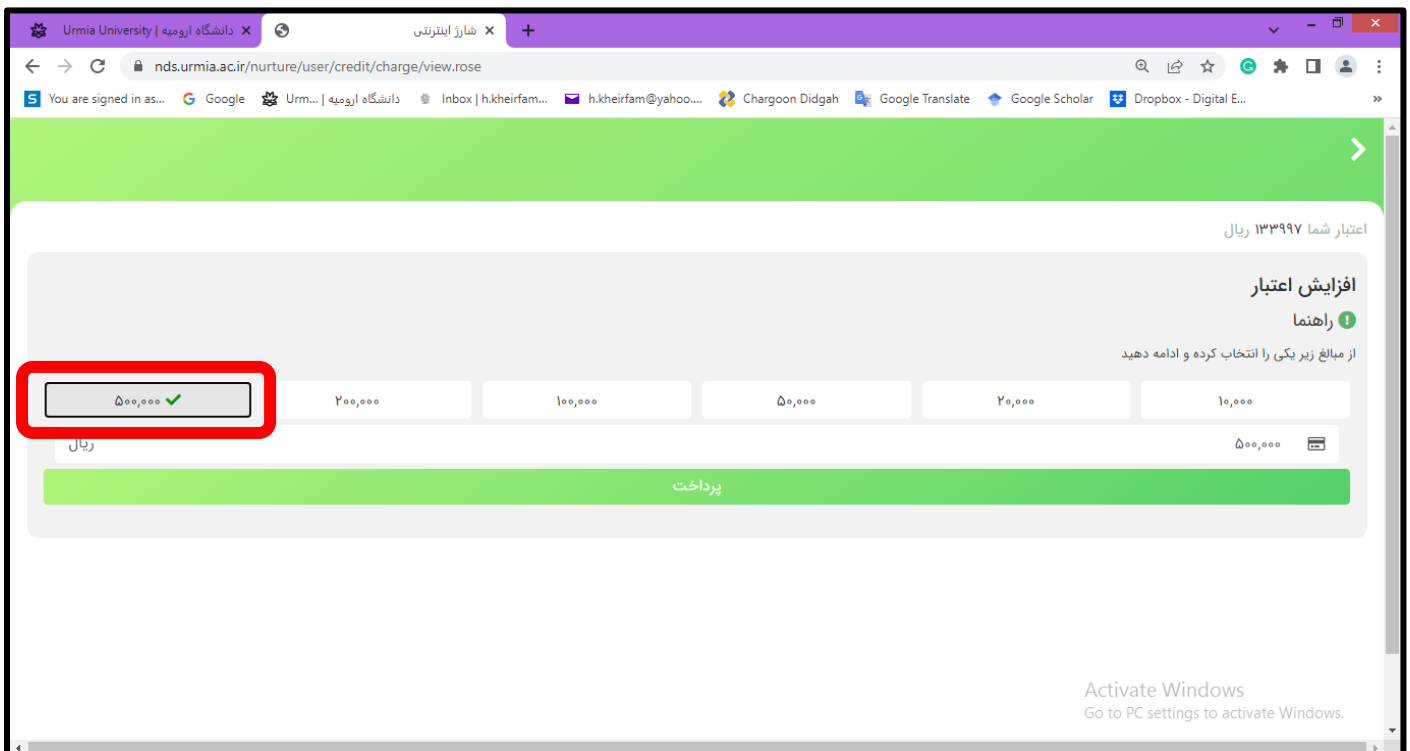 دانشگاه ارومیه | Urmia University
شارژ اینترنتی
nds.urmia.ac.ir/nurture/user/credit/charge/view.rose
You are signed in as...
Google
دانشگاه ارومیه | Urm...
Inbox | h.kheirfam...
h.kheirfam@yahoo....
Chargoon Didgah
Google Translate
Google Scholar
Dropbox - Digital E...
اعتبار شما ۱۳۳۹۹۷ ریال
افزایش اعتبار
راهنما
از مبالغ زیر یکی را انتخاب کرده و ادامه دهید
۱۰,۰۰۰
۲۰,۰۰۰
۵۰,۰۰۰
۱۰۰,۰۰۰
۲۰۰,۰۰۰
۵۰۰,۰۰۰
۵۰۰,۰۰۰ ریال
پرداخت
Activate Windows
Go to PC settings to activate Windows.